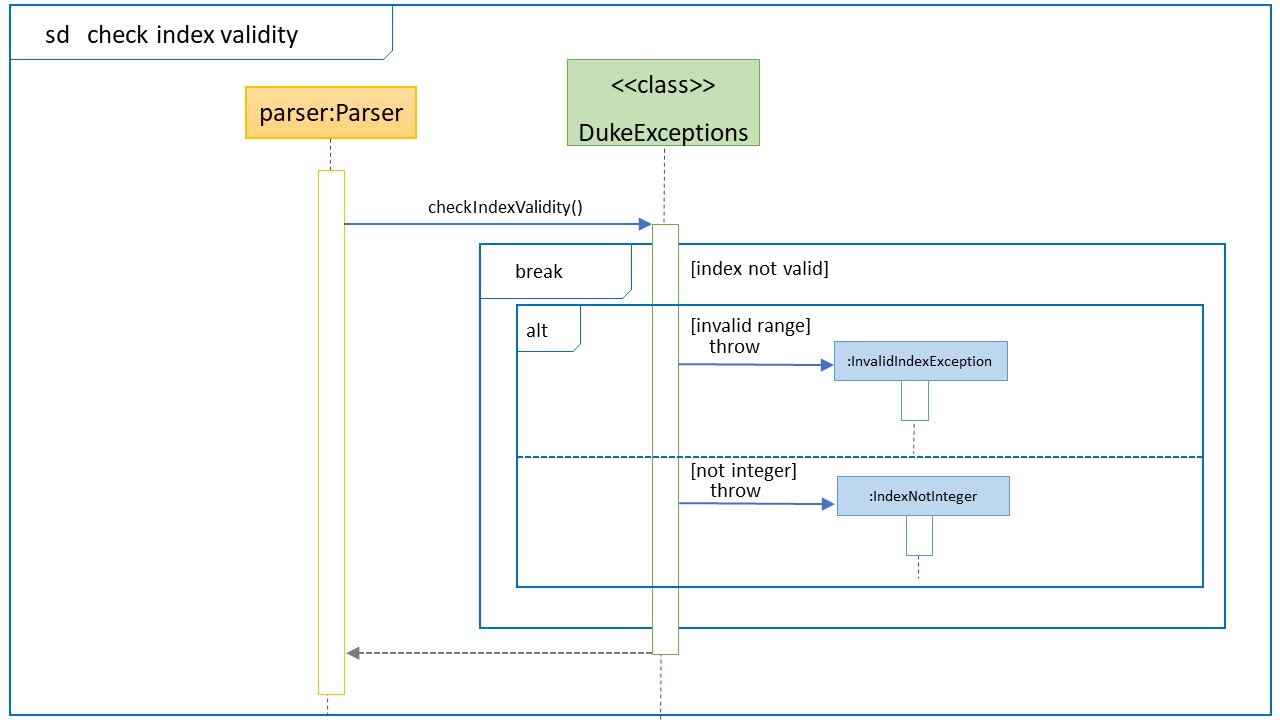 sd check index validity
parser:Parser
<<class>>
DukeExceptions
checkIndexValidity()
break
[index not valid]
alt
[invalid range]
throw
:InvalidIndexException
[not integer]
throw
:IndexNotInteger